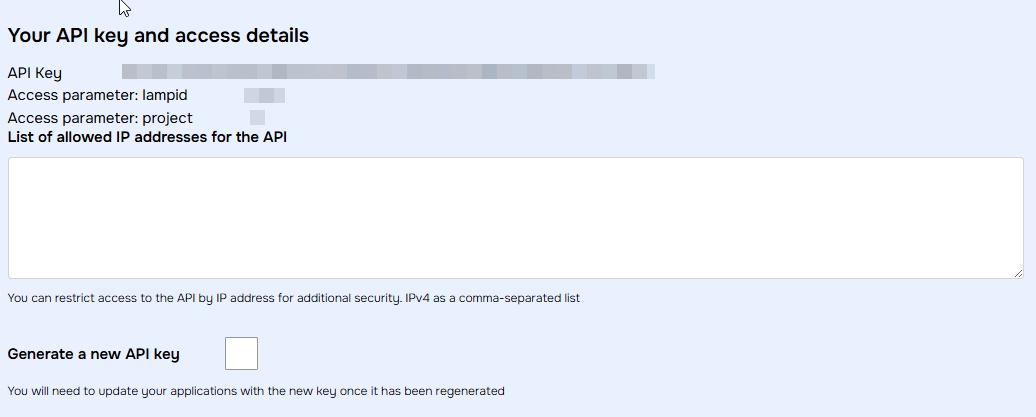 Your API key and access details
API Key
Access parameter: lampid
Access parameter: project
List of allowed IP addresses for the API
You can restrict access to the API by IP address for additional security. IPv4 as a comma-separated list
Generate a new API key
You will need to update your applications with the new key once it has been regenerated